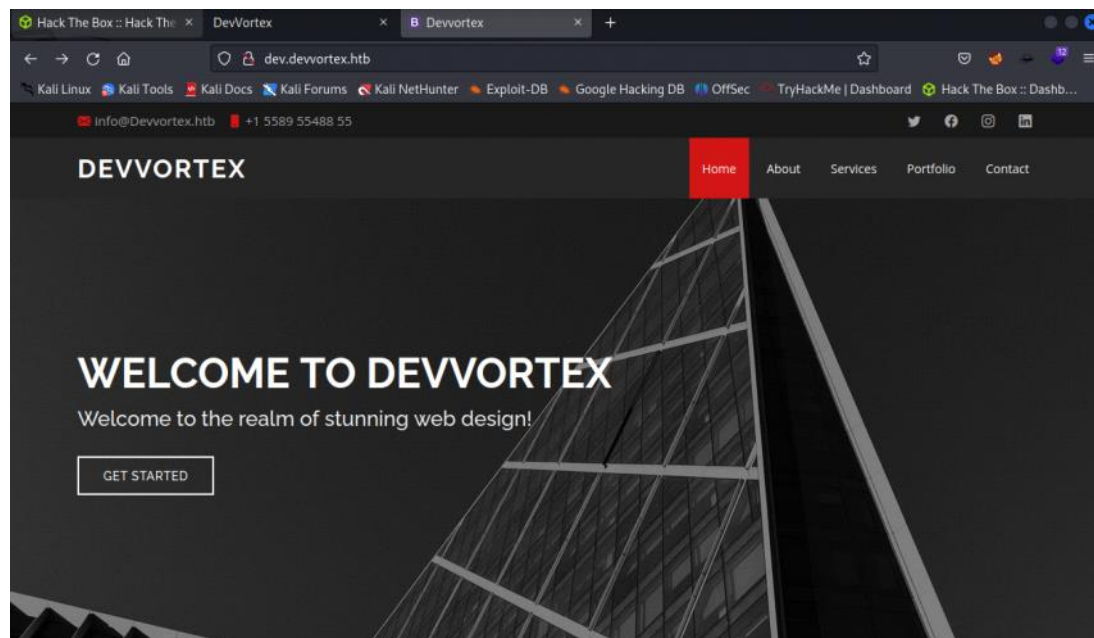 Hack The Box :: Hack The
DevVortex
B Devvortex
dev.devvortex.htb
12
Kali Linux Kali Tools Kali Docs Kali Forums Kali NetHunter Exploit-DB Google Hacking DB OffSec TryHackMe | Dashboard Hack The Box :: Dashb...
info@Devvortex.htb +1 5589 55488 55
DEVVORTEX
Home About Services Portfolio Contact
WELCOME TO DEVVORTEX
Welcome to the realm of stunning web design!
GET STARTED